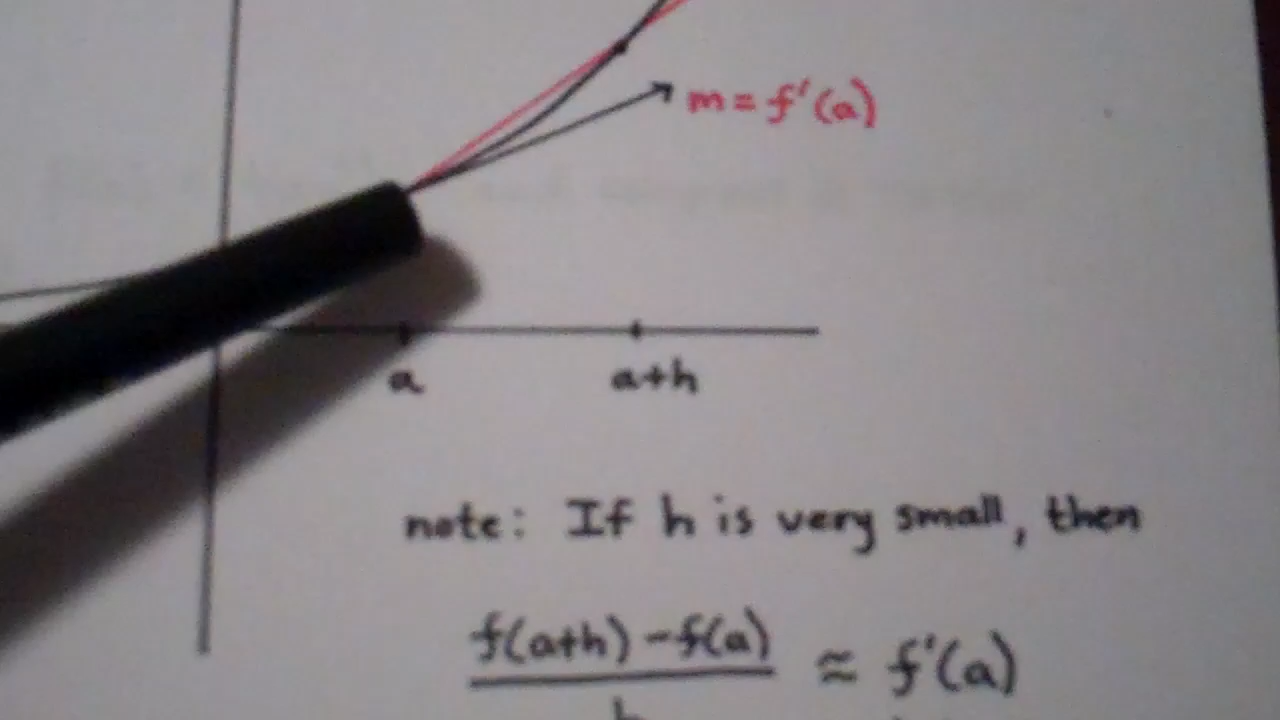 m = f'(a)
a a+h
note: If h is very small, then
f(a+h) - f(a)
≈ f'(a)
h